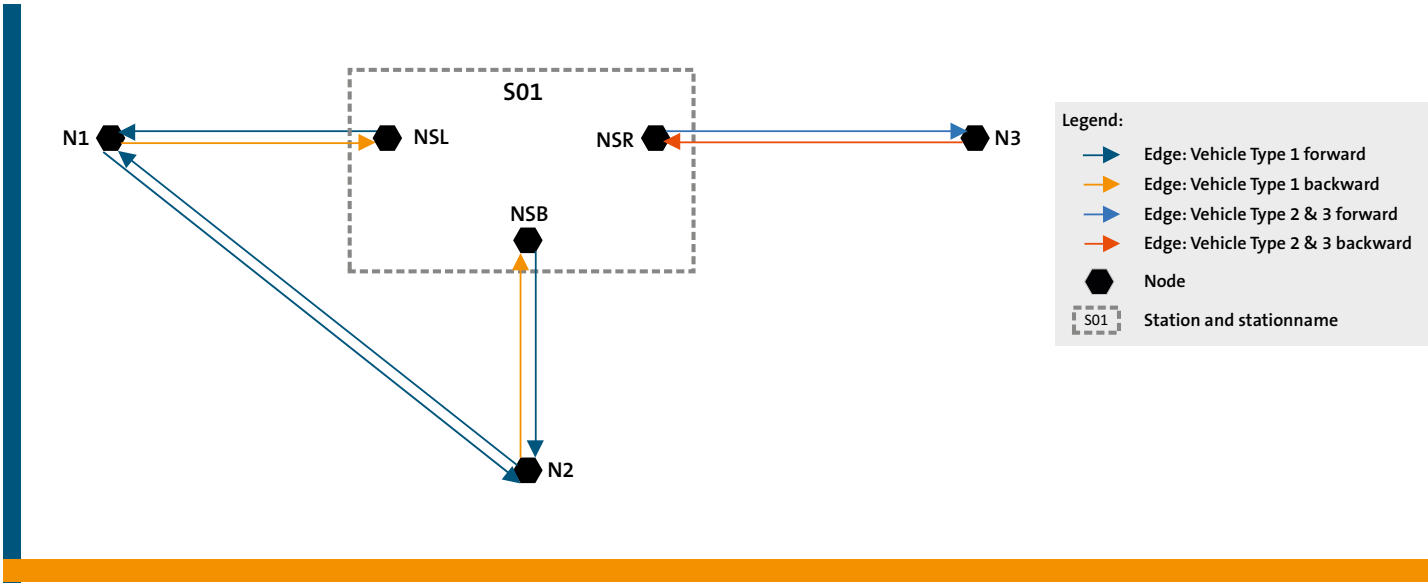 S01
N1
NSL
NSR
N3
NSB
N2
Legend:
Edge: Vehicle Type 1 forward
Edge: Vehicle Type 1 backward
Edge: Vehicle Type 2 & 3 forward
Edge: Vehicle Type 2 & 3 backward
Node
S01 Station and stationname